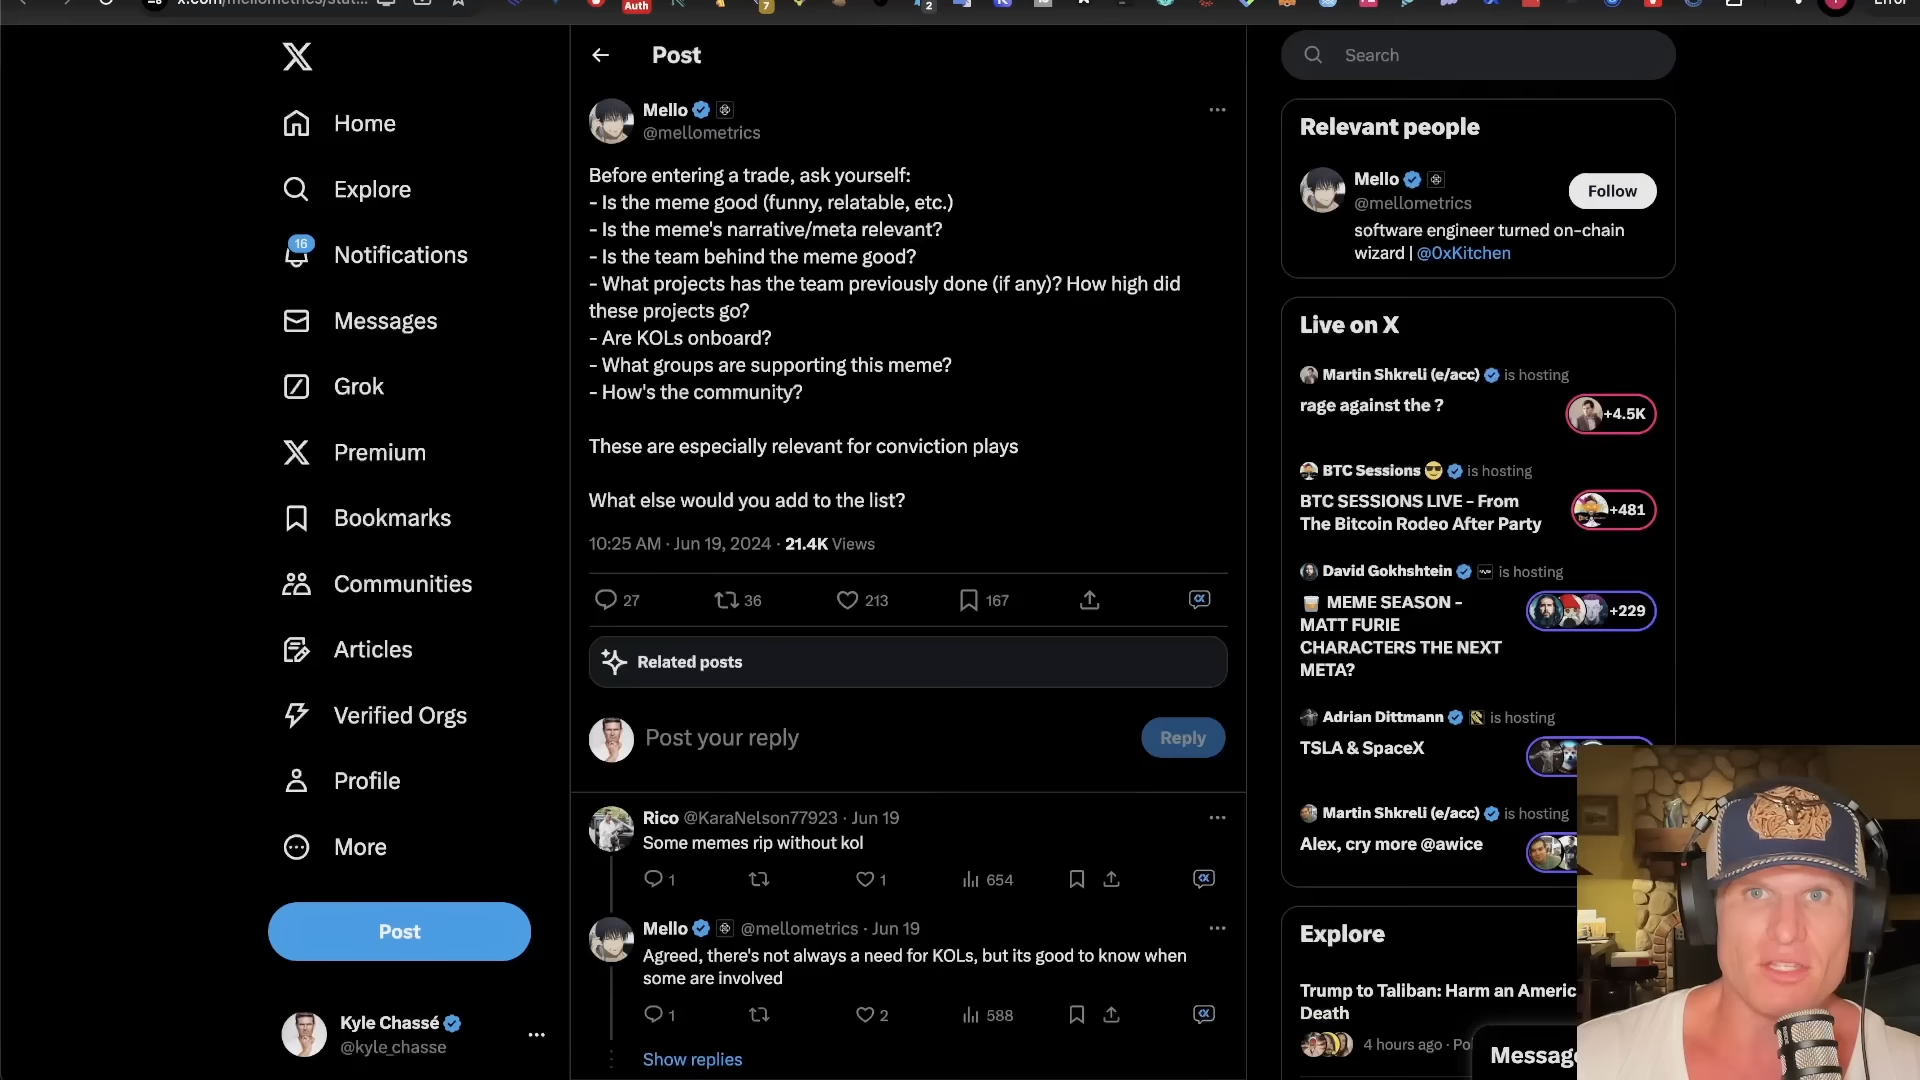 Auth
7
2
Error
Home
Explore
16
Notifications
Messages
Grok
Premium
Bookmarks
Communities
Articles
Verified Orgs
Profile
More
Post
Kyle Chassé
@kyle_chasse
Post
Mello
@mellometrics
Before entering a trade, ask yourself:
- Is the meme good (funny, relatable, etc.)
- Is the meme's narrative/meta relevant?
- Is the team behind the meme good?
- What projects has the team previously done (if any)? How high did
these projects go?
- Are KOLs onboard?
- What groups are supporting this meme?
- How's the community?
These are especially relevant for conviction plays
What else would you add to the list?
10:25 AM · Jun 19, 2024 · 21.4K Views
27 36 213 167
Related posts
Post your reply
Reply
Rico @KaraNelson77923 · Jun 19
Some memes rip without kol
1 1 654
Mello @mellometrics · Jun 19
Agreed, there's not always a need for KOLs, but its good to know when
some are involved
1 2 588
Show replies
Search
Relevant people
Mello
@mellometrics
Follow
software engineer turned on-chain
wizard | @0xKitchen
Live on X
Martin Shkreli (e/acc) is hosting
rage against the ?
+4.5K
BTC Sessions 😎 is hosting
BTC SESSIONS LIVE - From
The Bitcoin Rodeo After Party
+481
David Gokhshtein is hosting
MEME SEASON -
MATT FURIE
CHARACTERS THE NEXT
META?
+229
Adrian Dittmann is hosting
TSLA & SpaceX
Martin Shkreli (e/acc) is hosting
Alex, cry more @awice
Explore
Trump to Taliban: Harm an Americ
Death
4 hours ago · Po
Message